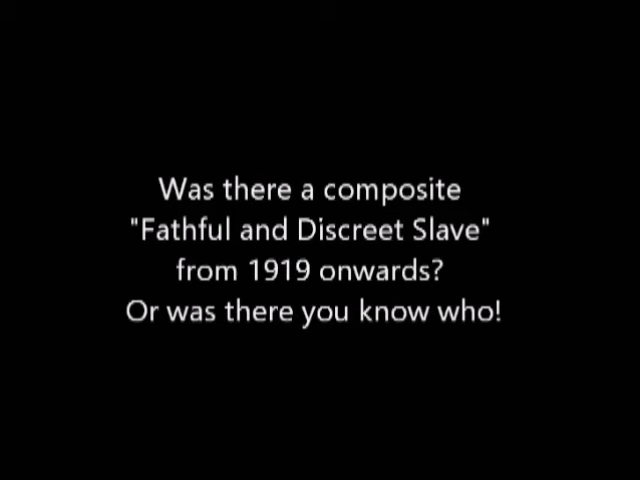 Was there a composite
"Fathful and Discreet Slave"
from 1919 onwards?
Or was there you know who!